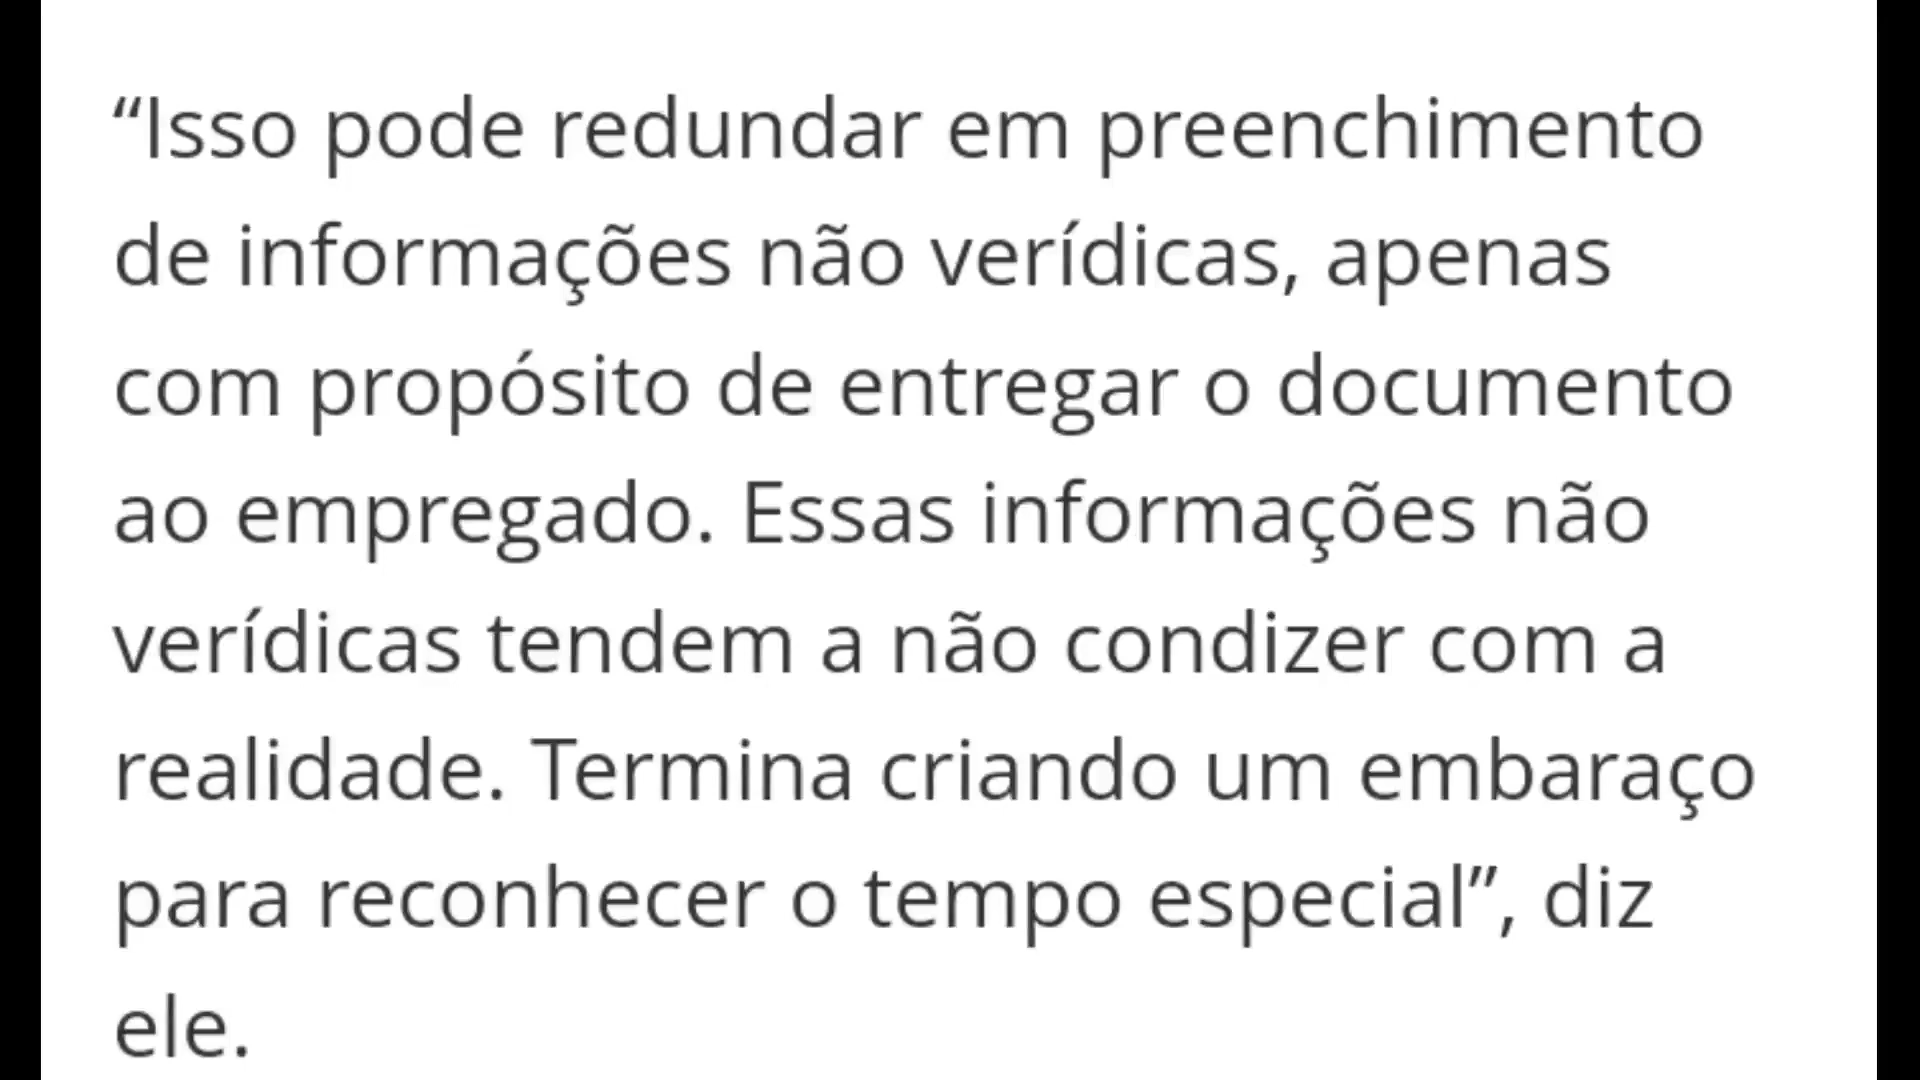 “Isso pode redundar em preenchimento
de informações não verídicas, apenas
com propósito de entregar o documento
ao empregado. Essas informações não
verídicas tendem a não condizer com a
realidade. Termina criando um embaraço
para reconhecer o tempo especial”, diz
ele.